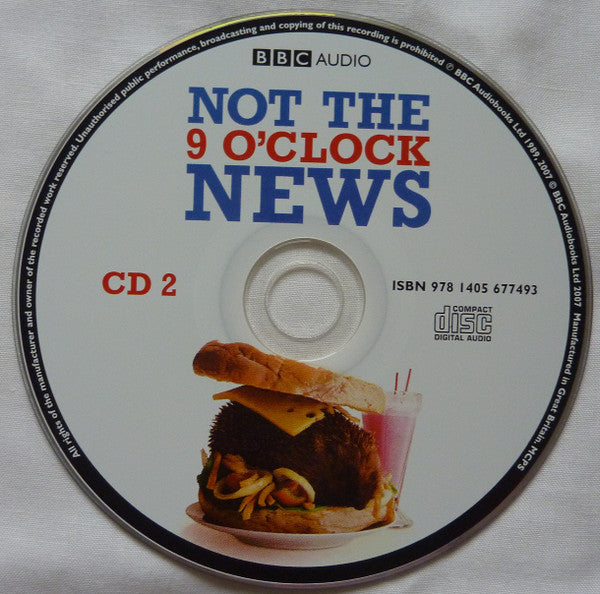 All rights of the manufacturer and owner of the recorded work reserved. Unauthorised public performance, broadcasting and copying of this recording is prohibited ℗ BBC Audiobooks Ltd 1989, 2007 © BBC Audiobooks Ltd 2007 Manufactured in Great Britain. MCPS
BBC AUDIO
NOT THE
9 O'CLOCK
NEWS
CD 2
ISBN 978 1405 677493
COMPACT
disc
DIGITAL AUDIO